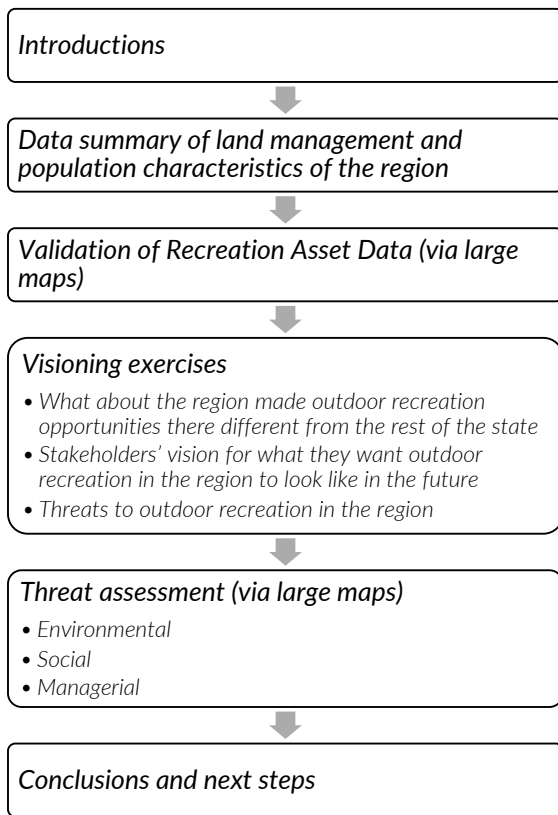 Introductions
Data summary of land management and
population characteristics of the region
Validation of Recreation Asset Data (via large
maps)
Visioning exercises
• What about the region made outdoor recreation
opportunities there different from the rest of the state
• Stakeholders’ vision for what they want outdoor
recreation in the region to look like in the future
• Threats to outdoor recreation in the region
Threat assessment (via large maps)
• Environmental
• Social
• Managerial
Conclusions and next steps